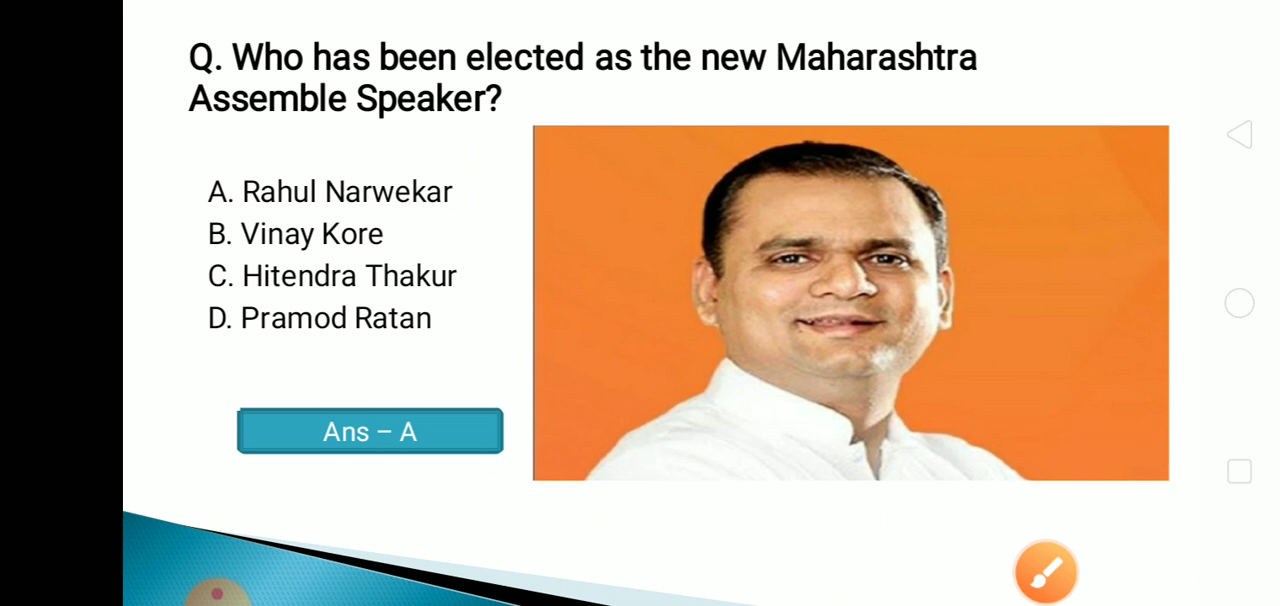 Q. Who has been elected as the new Maharashtra
Assemble Speaker?
A. Rahul Narwekar
B. Vinay Kore
C. Hitendra Thakur
D. Pramod Ratan
Ans – A